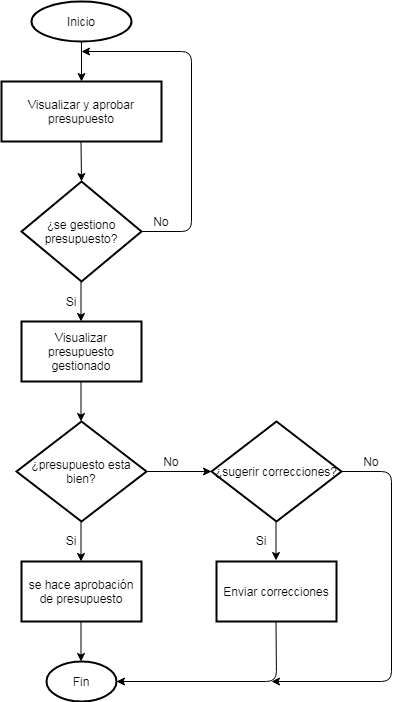 Inicio
Visualizar y aprobar
presupuesto
¿se gestiono
presupuesto?
No
Si
Visualizar
presupuesto
gestionado
¿presupuesto esta
bien?
No
¿sugerir correcciones?
No
Si
Si
se hace aprobación
de presupuesto
Enviar correcciones
Fin